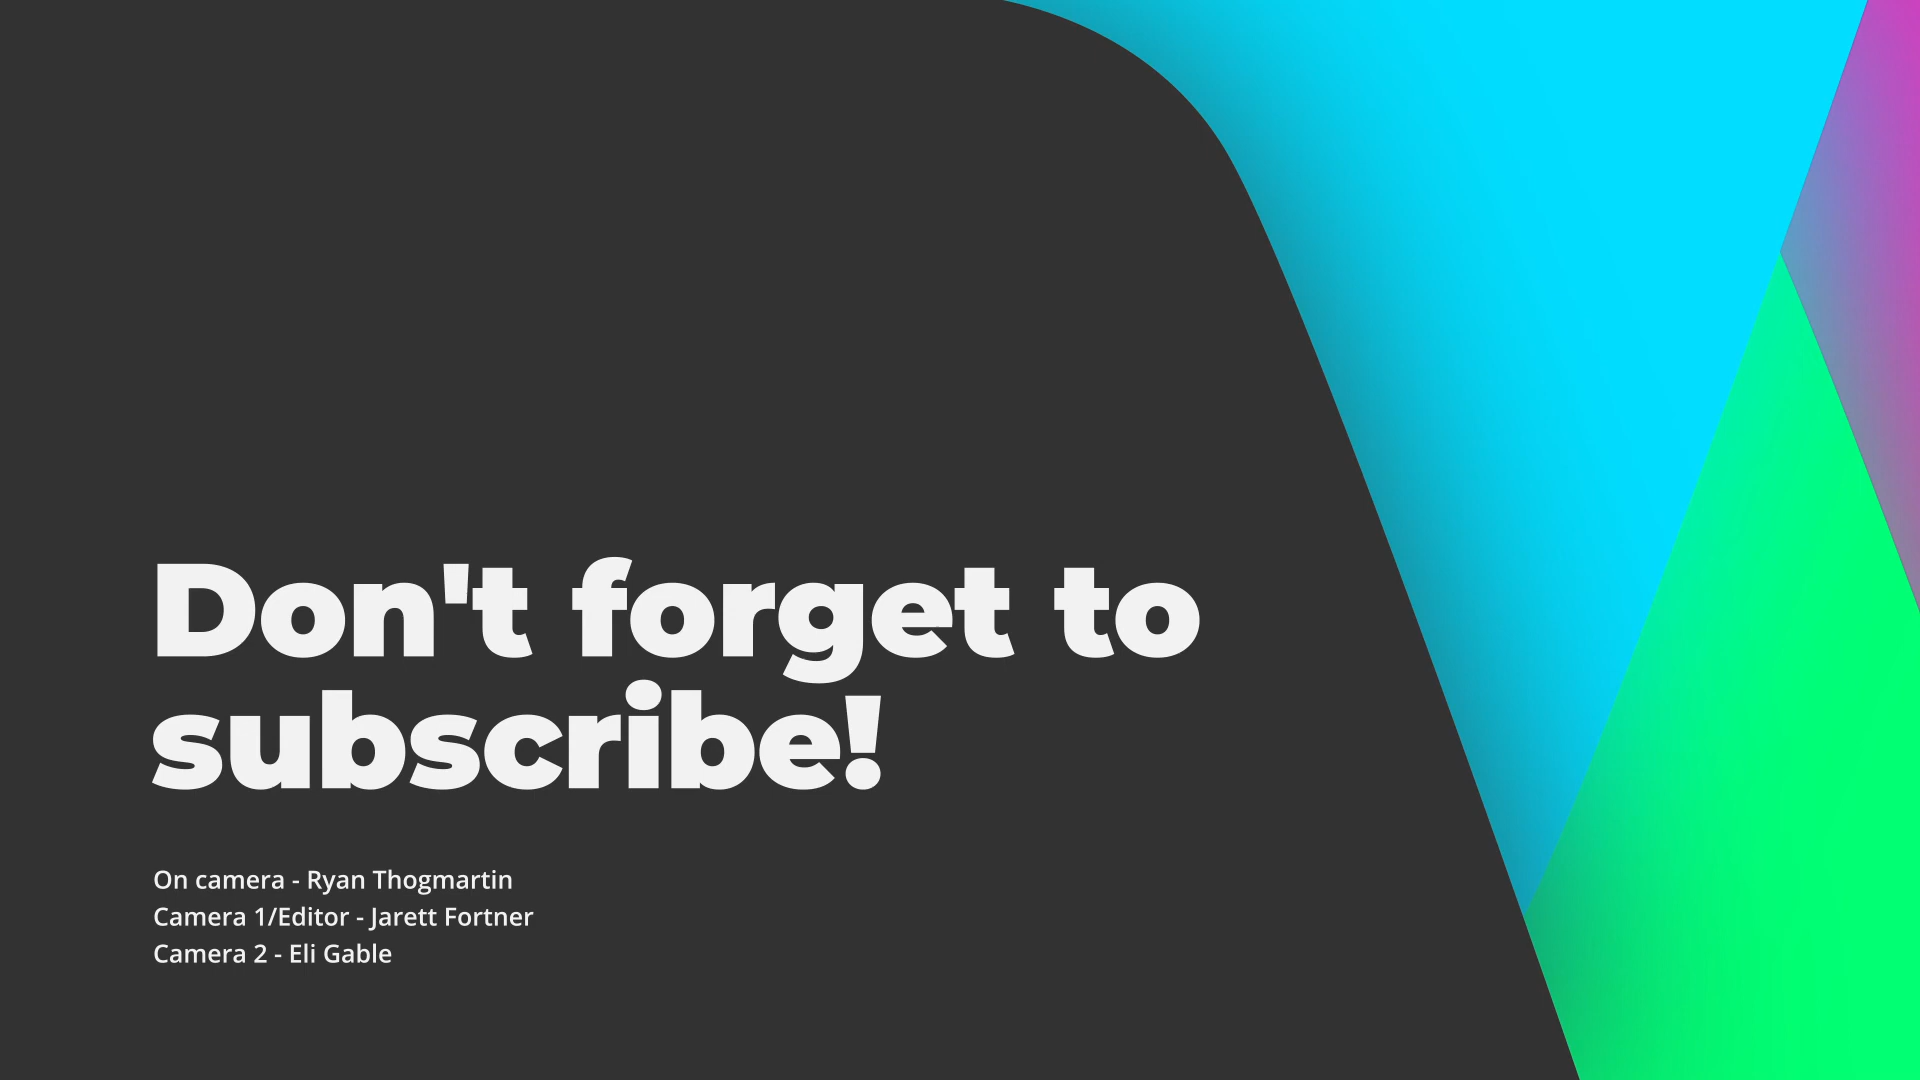 Don't forget to
subscribe!
On camera - Ryan Thogmartin
Camera 1/Editor - Jarett Fortner
Camera 2 - Eli Gable